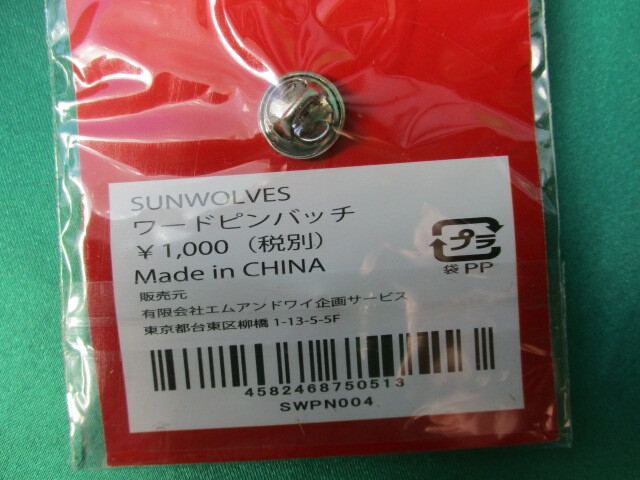 SUNWOLVES
ワードピンバッチ
¥1,000（税別）
Made in CHINA
プラ
袋 PP
販売元
有限会社エムアンドワイ企画サービス
東京都台東区柳橋 1-13-5-5F
4582468750513
SWPN004